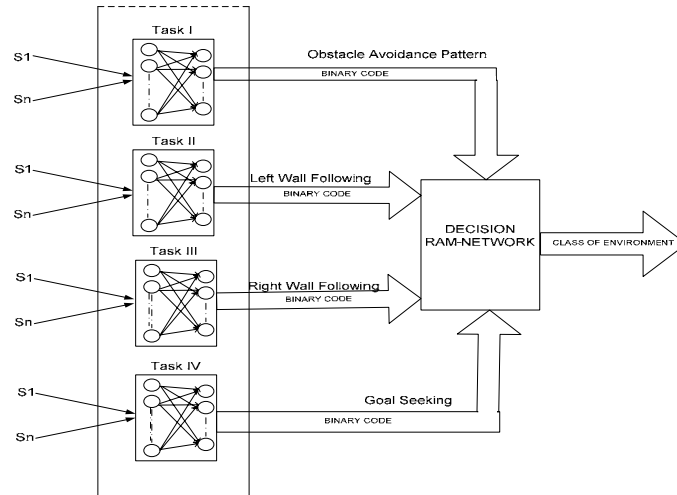 Task I
S1
Sn
Obstacle Avoidance Pattern
BINARY CODE
Task II
S1
Sn
Left Wall Following
BINARY CODE
DECISION
RAM-NETWORK
CLASS OF ENVIRONMENT
Task III
S1
Sn
Right Wall Following
BINARY CODE
Task IV
S1
Sn
Goal Seeking
BINARY CODE